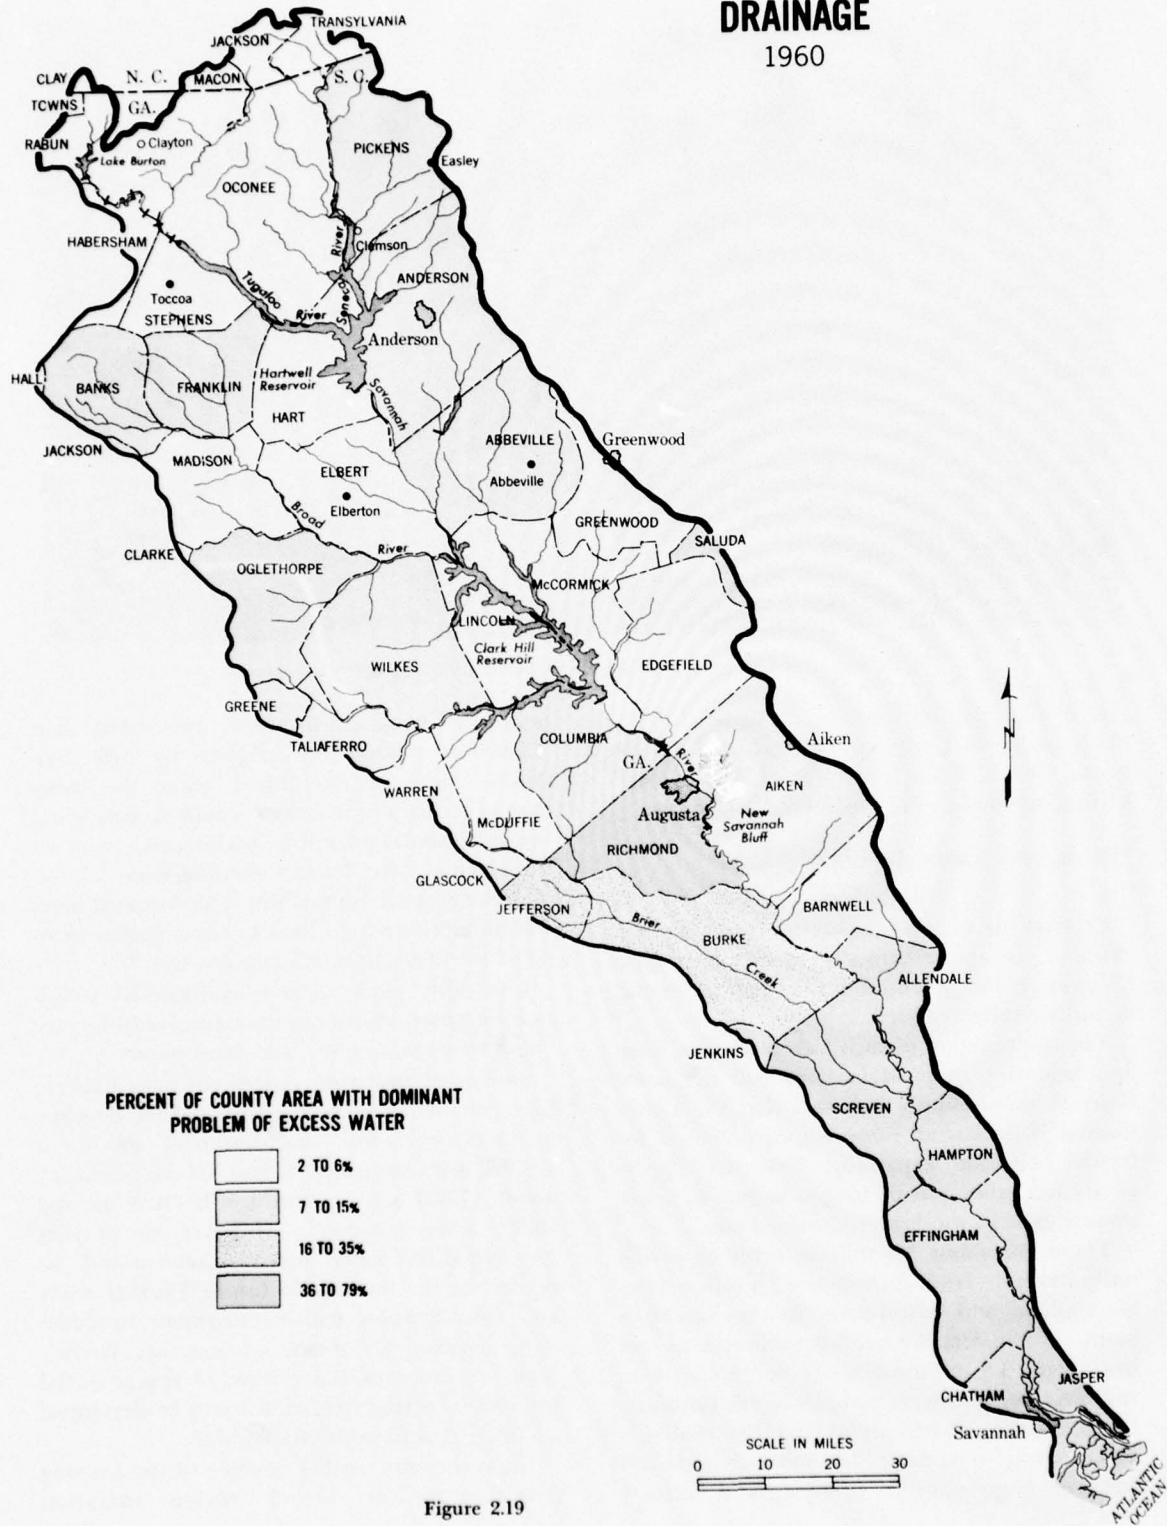 DRAINAGE
1960
TRANSYLVANIA
JACKSON
CLAY
N. C.
MACON
S. C.
TOWNS
GA.
RABUN
Clayton
PICKENS
Lake Burton
Easley
OCONEE
HABERSHAM
River
Clemson
ANDERSON
Tugaloo
Seneca
Toccoa
River
STEPHENS
Anderson
HALL
BANKS
FRANKLIN
Hartwell
Reservoir
Savannah
HART
JACKSON
MADISON
ABBEVILLE
Greenwood
ELBERT
Abbeville
Elberton
Broad
GREENWOOD
SALUDA
CLARKE
River
OGLETHORPE
McCORMICK
LINCOLN
Clark Hill
Reservoir
WILKES
EDGEFIELD
GREENE
TALIAFERRO
COLUMBIA
Aiken
GA.
River
WARREN
AIKEN
Augusta
New
Savannah
Bluff
McDUFFIE
RICHMOND
GLASCOCK
JEFFERSON
BARNWELL
Brier
BURKE
Creek
ALLENDALE
JENKINS
PERCENT OF COUNTY AREA WITH DOMINANT
PROBLEM OF EXCESS WATER
2 TO 6%
7 TO 15%
16 TO 35%
36 TO 79%
SCREVEN
HAMPTON
EFFINGHAM
JASPER
CHATHAM
Savannah
SCALE IN MILES
0 10 20 30
ATLANTIC
OCEAN
Figure 2.19